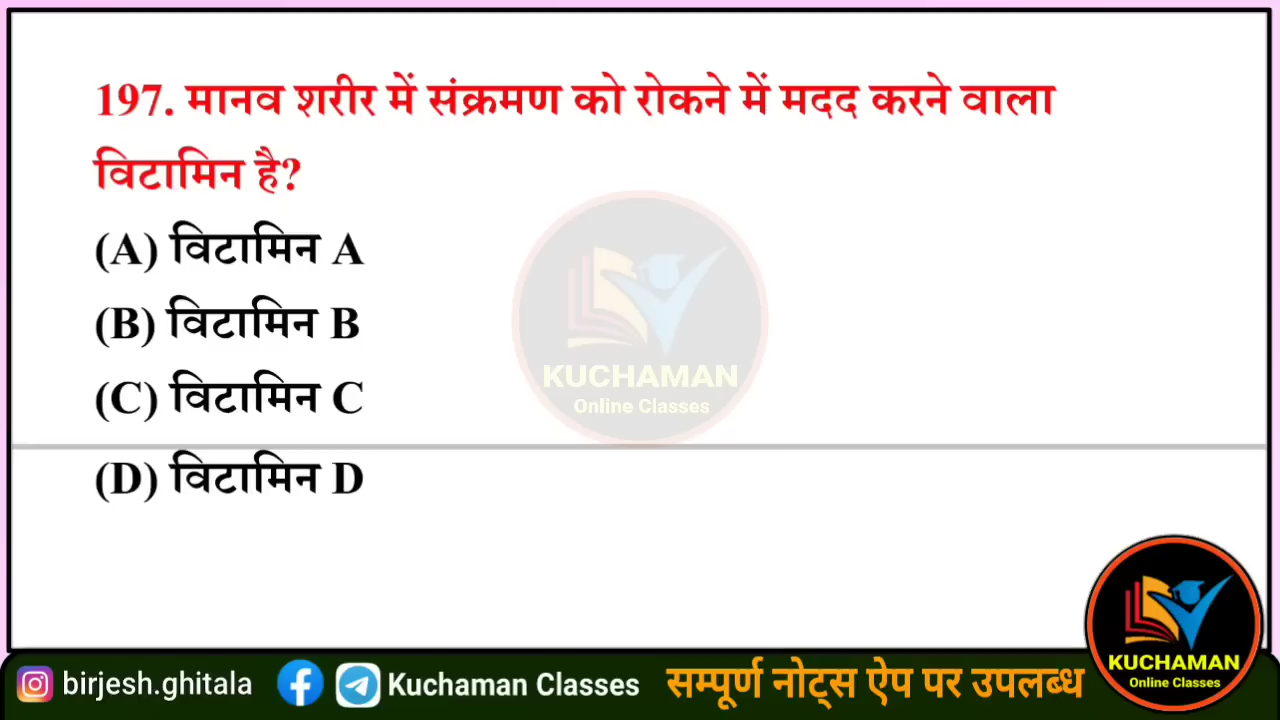 197. मानव शरीर में संक्रमण को रोकने में मदद करने वाला
विटामिन है?
(A) विटामिन A
(B) विटामिन B
(C) विटामिन C
(D) विटामिन D
KUCHAMAN
Online Classes
KUCHAMAN
Online Classes
birjesh.ghitala
Kuchaman Classes
सम्पूर्ण नोट्स ऐप पर उपलब्ध